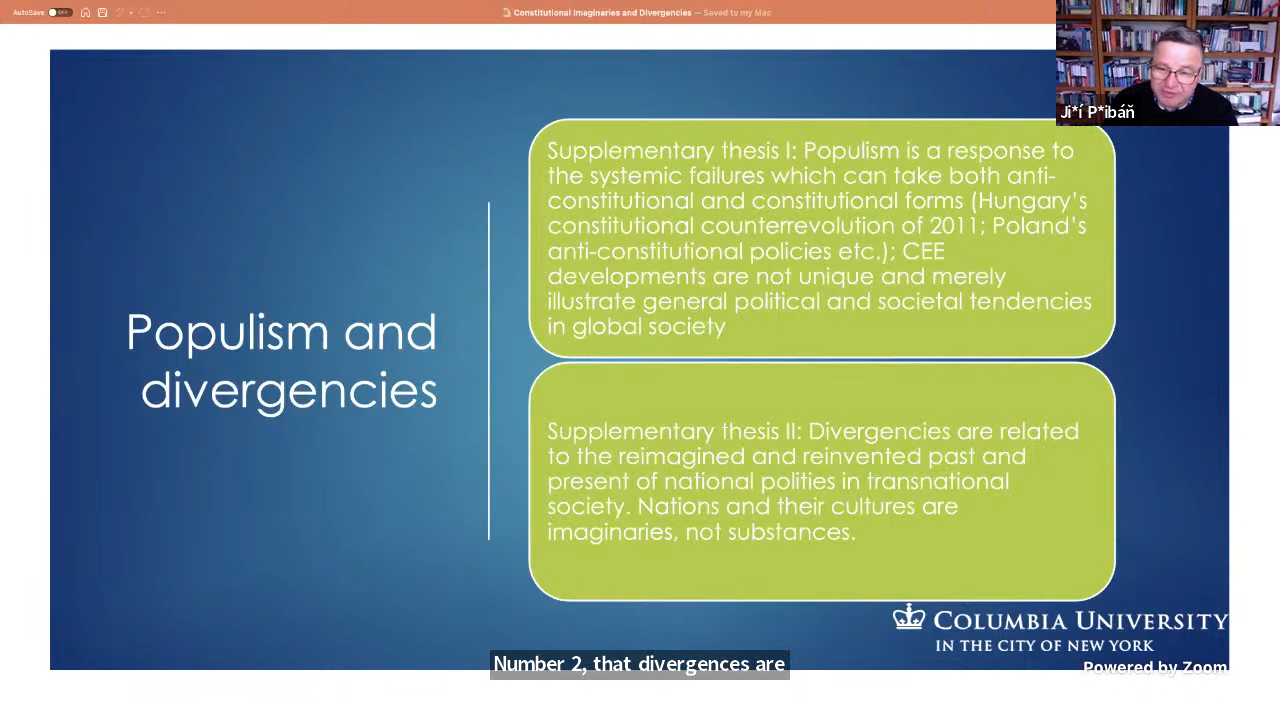 AutoSave OFF
Constitutional Imaginaries and Divergencies — Saved to my Mac
Ji*í P*ibáň
Populism and
divergencies
Supplementary thesis I: Populism is a response to
the systemic failures which can take both anti-
constitutional and constitutional forms (Hungary's
constitutional counterrevolution of 2011; Poland's
anti-constitutional policies etc.); CEE
developments are not unique and merely
illustrate general political and societal tendencies
in global society
Supplementary thesis II: Divergencies are related
to the reimagined and reinvented past and
present of national polities in transnational
society. Nations and their cultures are
imaginaries, not substances.
COLUMBIA UNIVERSITY
IN THE CITY OF NEW YORK
Number 2, that divergences are
Powered by Zoom